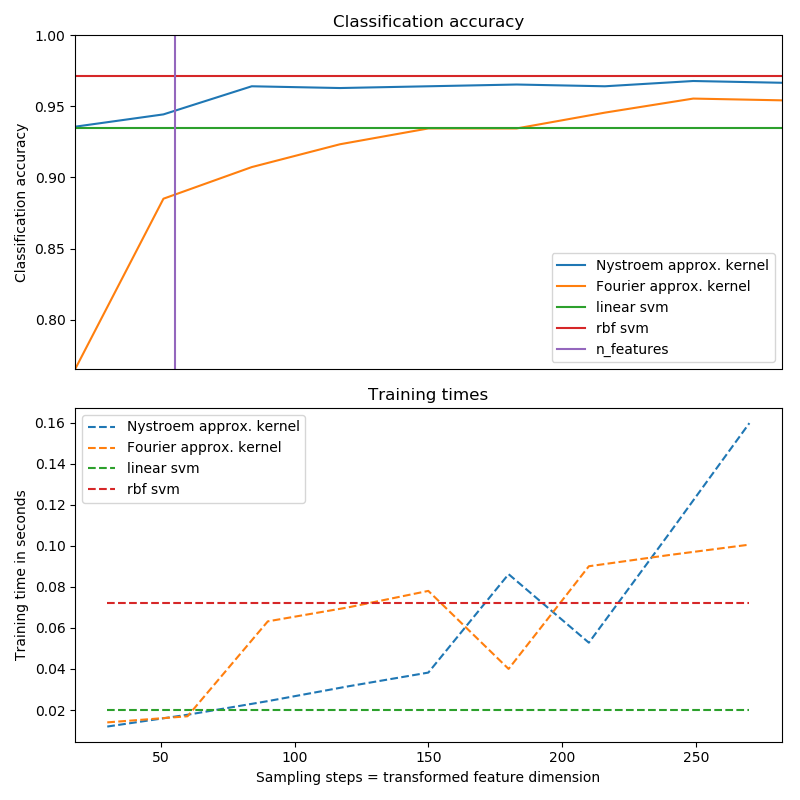 Classification accuracy
Classification accuracy
1.00
0.95
0.90
0.85
0.80
Nystroem approx. kernel
Fourier approx. kernel
linear svm
rbf svm
n_features
Training times
Training time in seconds
0.16
0.14
0.12
0.10
0.08
0.06
0.04
0.02
Nystroem approx. kernel
Fourier approx. kernel
linear svm
rbf svm
50 100 150 200 250
Sampling steps = transformed feature dimension